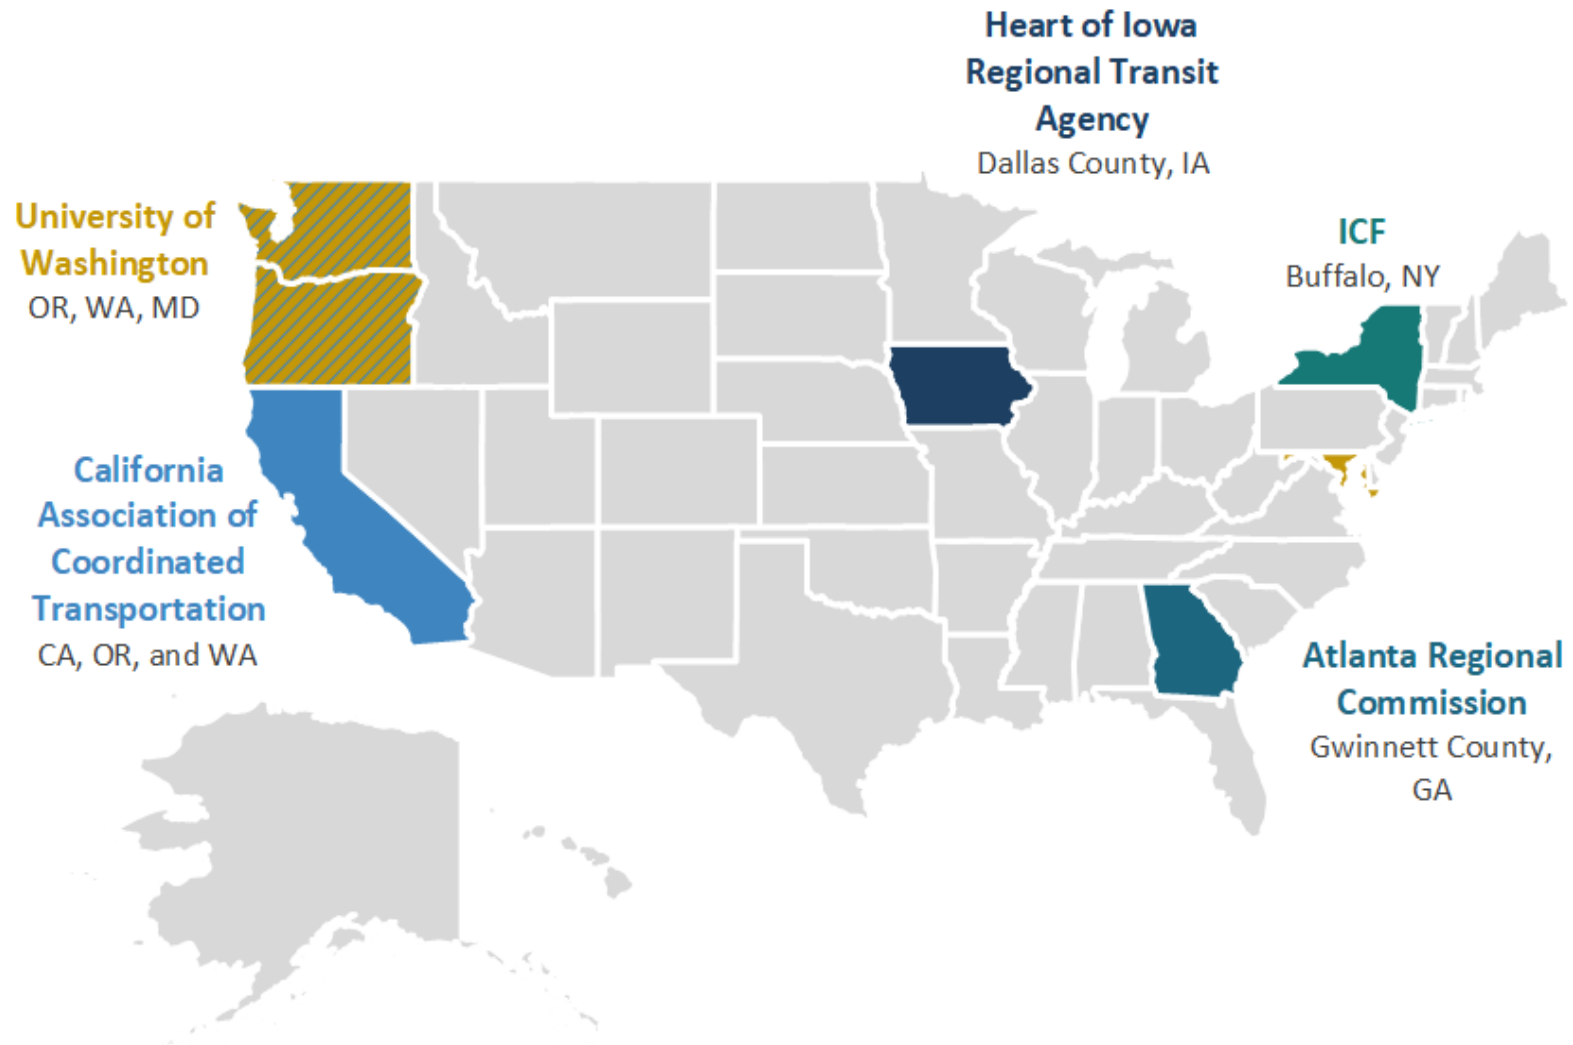 Heart of Iowa
Regional Transit
Agency
Dallas County, IA
University of
Washington
OR, WA, MD
ICF
Buffalo, NY
California
Association of
Coordinated
Transportation
CA, OR, and WA
Atlanta Regional
Commission
Gwinnett County,
GA